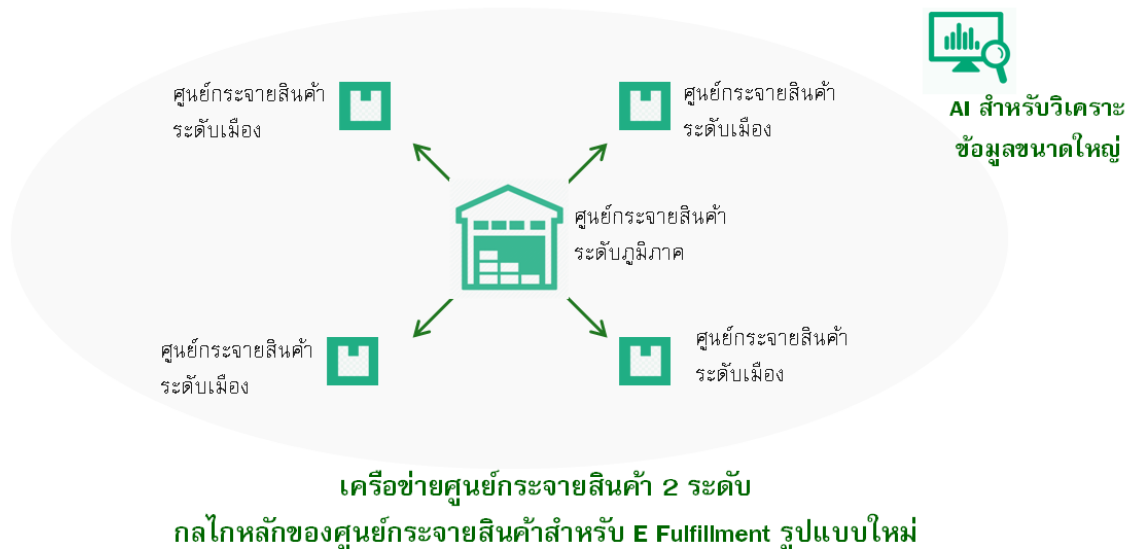 ศูนย์กระจายสินค้า
ระดับเมือง
ศูนย์กระจายสินค้า
ระดับเมือง
AI สำหรับวิเคราะ
ข้อมูลขนาดใหญ่
ศูนย์กระจายสินค้า
ระดับภูมิภาค
ศูนย์กระจายสินค้า
ระดับเมือง
ศูนย์กระจายสินค้า
ระดับเมือง
เครือข่ายศูนย์กระจายสินค้า 2 ระดับ
กลไกหลักของศูนย์กระจายสินค้าสำหรับ E Fulfillment รูปแบบใหม่